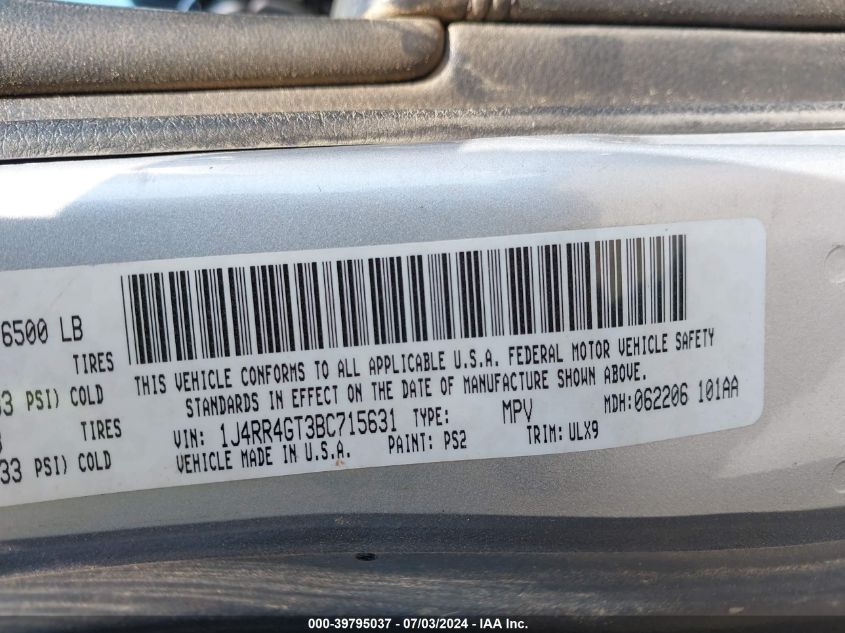 6500 LB
TIRES
33 PSI) COLD
TIRES
33 PSI) COLD
THIS VEHICLE CONFORMS TO ALL APPLICABLE U.S.A. FEDERAL MOTOR VEHICLE SAFETY
STANDARDS IN EFFECT ON THE DATE OF MANUFACTURE SHOWN ABOVE.
VIN: 1J4RR4GT3BC715631 TYPE: MPV MDH:062206 101AA
VEHICLE MADE IN U.S.A. PAINT: PS2 TRIM: ULX9
000-39795037 - 07/03/2024 - IAA Inc.